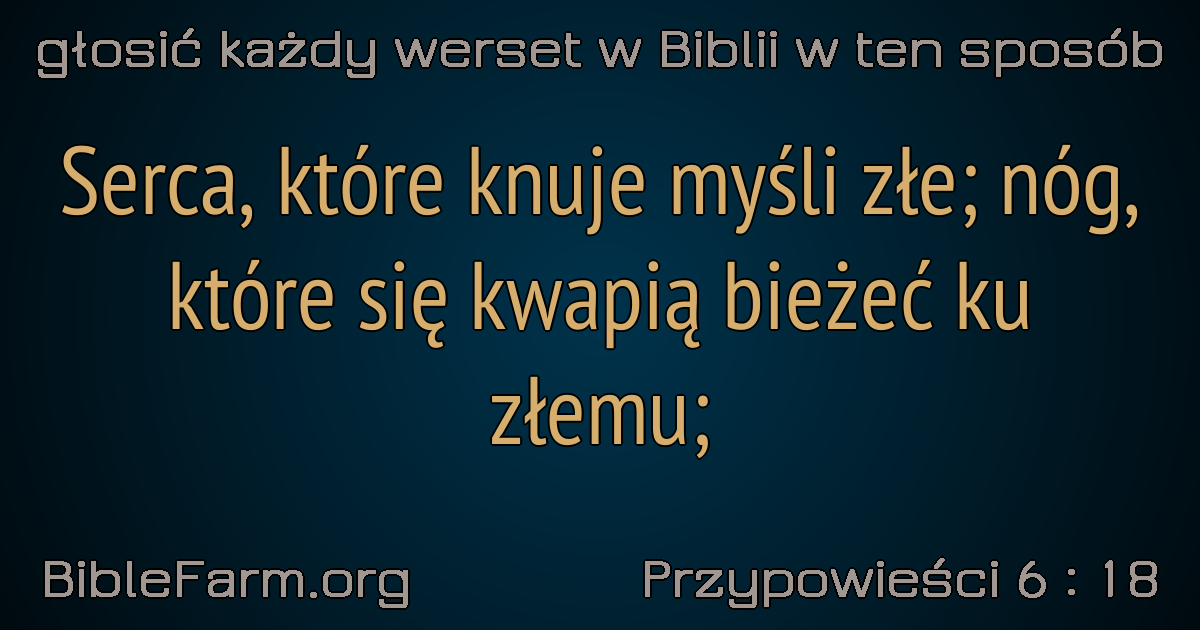 głosić każdy werset w Biblii w ten sposób
Serca, które knuje myśli złe; nóg,
które się kwapią bieżeć ku
złemu;
BibleFarm.org
Przypowieści 6 : 18